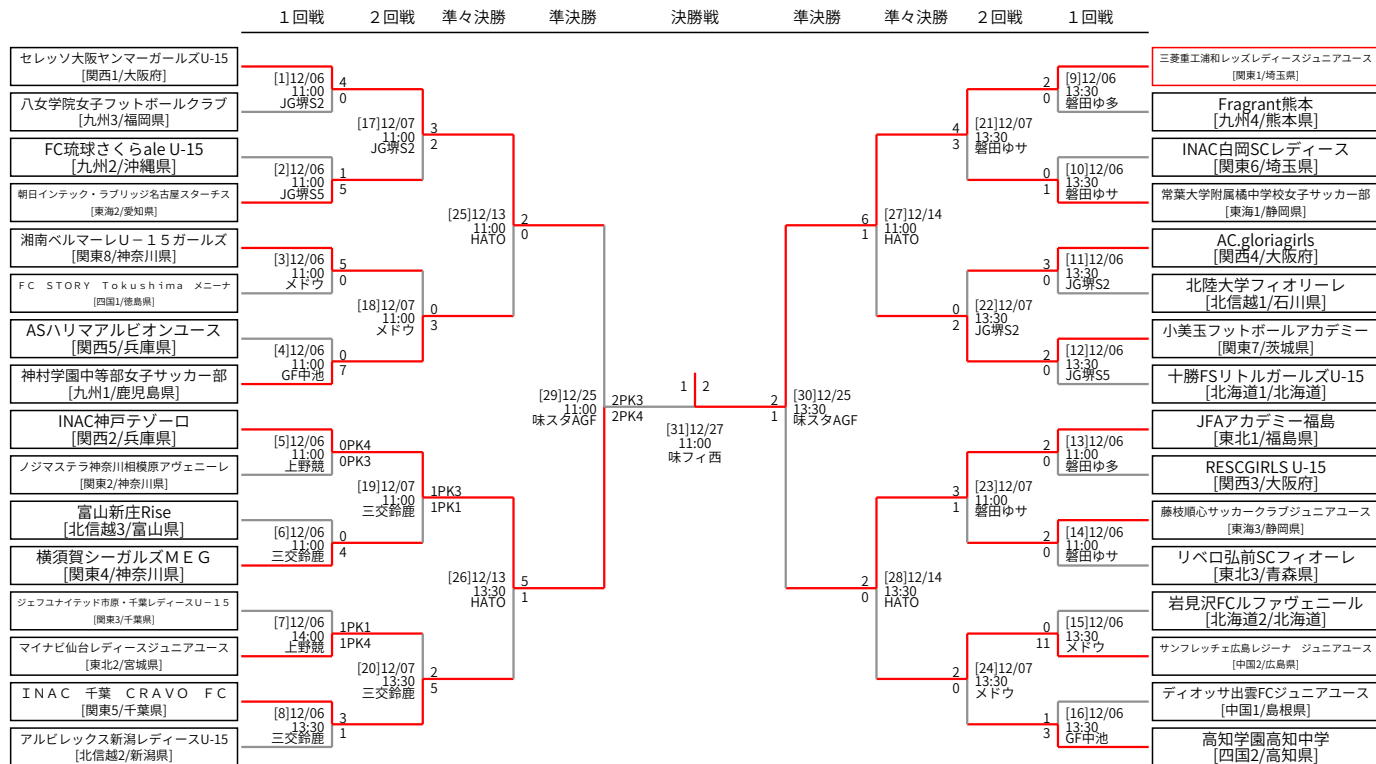 １回戦 ２回戦 準々決勝 準決勝 決勝戦 準決勝 準々決勝 ２回戦 １回戦
セレッソ大阪ヤンマーガールズU-15
[関西1/大阪府]
八女学院女子フットボールクラブ
[九州3/福岡県]
FC琉球さくらale U-15
[九州2/沖縄県]
朝日インテック・ラブリッジ名古屋スターチス
[東海2/愛知県]
湘南ベルマーレＵ－１５ガールズ
[関東8/神奈川県]
ＦＣ　ＳＴＯＲＹ　Ｔｏｋｕｓｈｉｍａ　メニーナ
[四国1/徳島県]
ASハリマアルビオンユース
[関西5/兵庫県]
神村学園中等部女子サッカー部
[九州1/鹿児島県]
INAC神戸テゾーロ
[関西2/兵庫県]
ノジマステラ神奈川相模原アヴェニーレ
[関東2/神奈川県]
富山新庄Rise
[北信越3/富山県]
横須賀シーガルズＭＥＧ
[関東4/神奈川県]
ジェフユナイテッド市原・千葉レディースＵ－１５
[関東3/千葉県]
マイナビ仙台レディースジュニアユース
[東北2/宮城県]
ＩＮＡＣ　千葉　ＣＲＡＶＯ　ＦＣ
[関東5/千葉県]
アルビレックス新潟レディースU-15
[北信越2/新潟県]
[1]12/06
11:00
JG堺S2
4
0
[2]12/06
11:00
JG堺S5
1
5
[3]12/06
11:00
メドウ
5
0
[4]12/06
11:00
GF中池
0
7
[5]12/06
11:00
上野競
0PK4
0PK3
[6]12/06
11:00
三交鈴鹿
0
4
[7]12/06
14:00
上野競
1PK1
1PK4
[8]12/06
13:30
三交鈴鹿
3
1
[17]12/07
11:00
JG堺S2
3
2
[18]12/07
11:00
メドウ
0
3
[19]12/07
11:00
三交鈴鹿
1PK3
1PK1
[20]12/07
13:30
三交鈴鹿
2
5
[25]12/13
11:00
HATO
2
0
[26]12/13
13:30
HATO
5
1
[29]12/25
11:00
味スタAGF
2PK3
2PK4
1 2
[31]12/27
11:00
味フィ西
2
1
[30]12/25
13:30
味スタAGF
6
1
[27]12/14
11:00
HATO
2
0
[28]12/14
13:30
HATO
4
3
[21]12/07
13:30
磐田ゆサ
0
2
[22]12/07
13:30
JG堺S2
3
1
[23]12/07
11:00
磐田ゆサ
2
0
[24]12/07
13:30
メドウ
2
0
[9]12/06
13:30
磐田ゆ多
0
1
[10]12/06
13:30
磐田ゆサ
3
0
[11]12/06
13:30
JG堺S2
2
0
[12]12/06
13:30
JG堺S5
2
0
[13]12/06
11:00
磐田ゆ多
2
0
[14]12/06
11:00
磐田ゆサ
0
11
[15]12/06
13:30
メドウ
1
3
[16]12/06
13:30
GF中池
三菱重工浦和レッズレディースジュニアユース
[関東1/埼玉県]
Fragrant熊本
[九州4/熊本県]
INAC白岡SCレディース
[関東6/埼玉県]
常葉大学附属橘中学校女子サッカー部
[東海1/静岡県]
AC.gloriagirls
[関西4/大阪府]
北陸大学フィオリーレ
[北信越1/石川県]
小美玉フットボールアカデミー
[関東7/茨城県]
十勝FSリトルガールズU-15
[北海道1/北海道]
JFAアカデミー福島
[東北1/福島県]
RESCGIRLS U-15
[関西3/大阪府]
藤枝順心サッカークラブジュニアユース
[東海3/静岡県]
リベロ弘前SCフィオーレ
[東北3/青森県]
岩見沢FCルファヴェニール
[北海道2/北海道]
サンフレッチェ広島レジーナ　ジュニアユース
[中国2/広島県]
ディオッサ出雲FCジュニアユース
[中国1/島根県]
高知学園高知中学
[四国2/高知県]